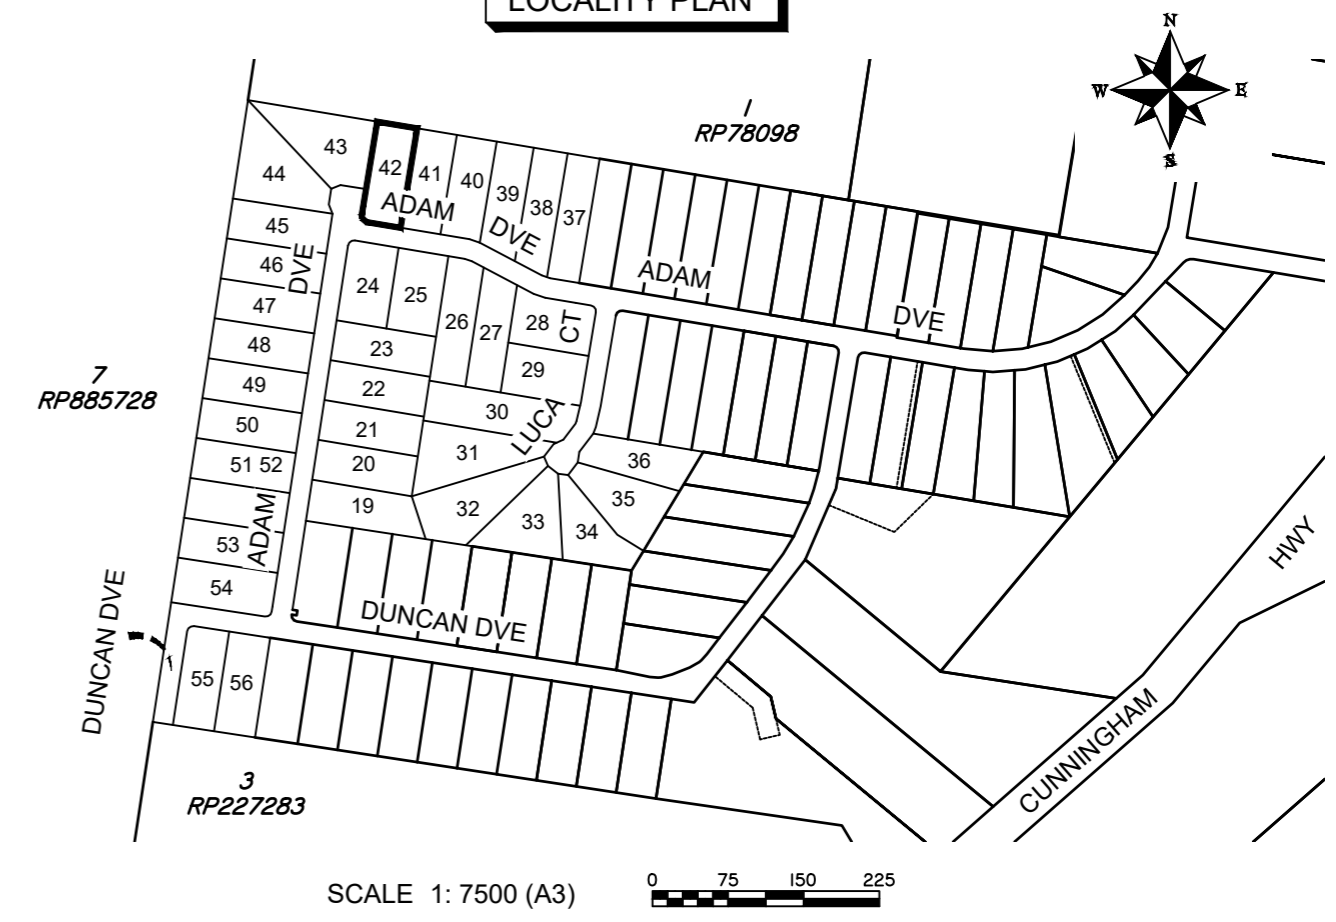 LOCALITY PLAN
N
W E
S
1
RP78098
43
42
41
40
39
38
37
44
ADAM
DVE
45
46
DVE
47
48
49
50
51 52
53
54
ADAM
24
25
26
27
28
CT
29
23
22
21
20
19
30
LUCA
31
32
33
34
35
36
ADAM
DVE
7
RP885728
DUNCAN DVE
DUNCAN DVE
55
56
HWY
CUNNINGHAM
3
RP227283
SCALE 1: 7500 (A3)
0 75 150 225